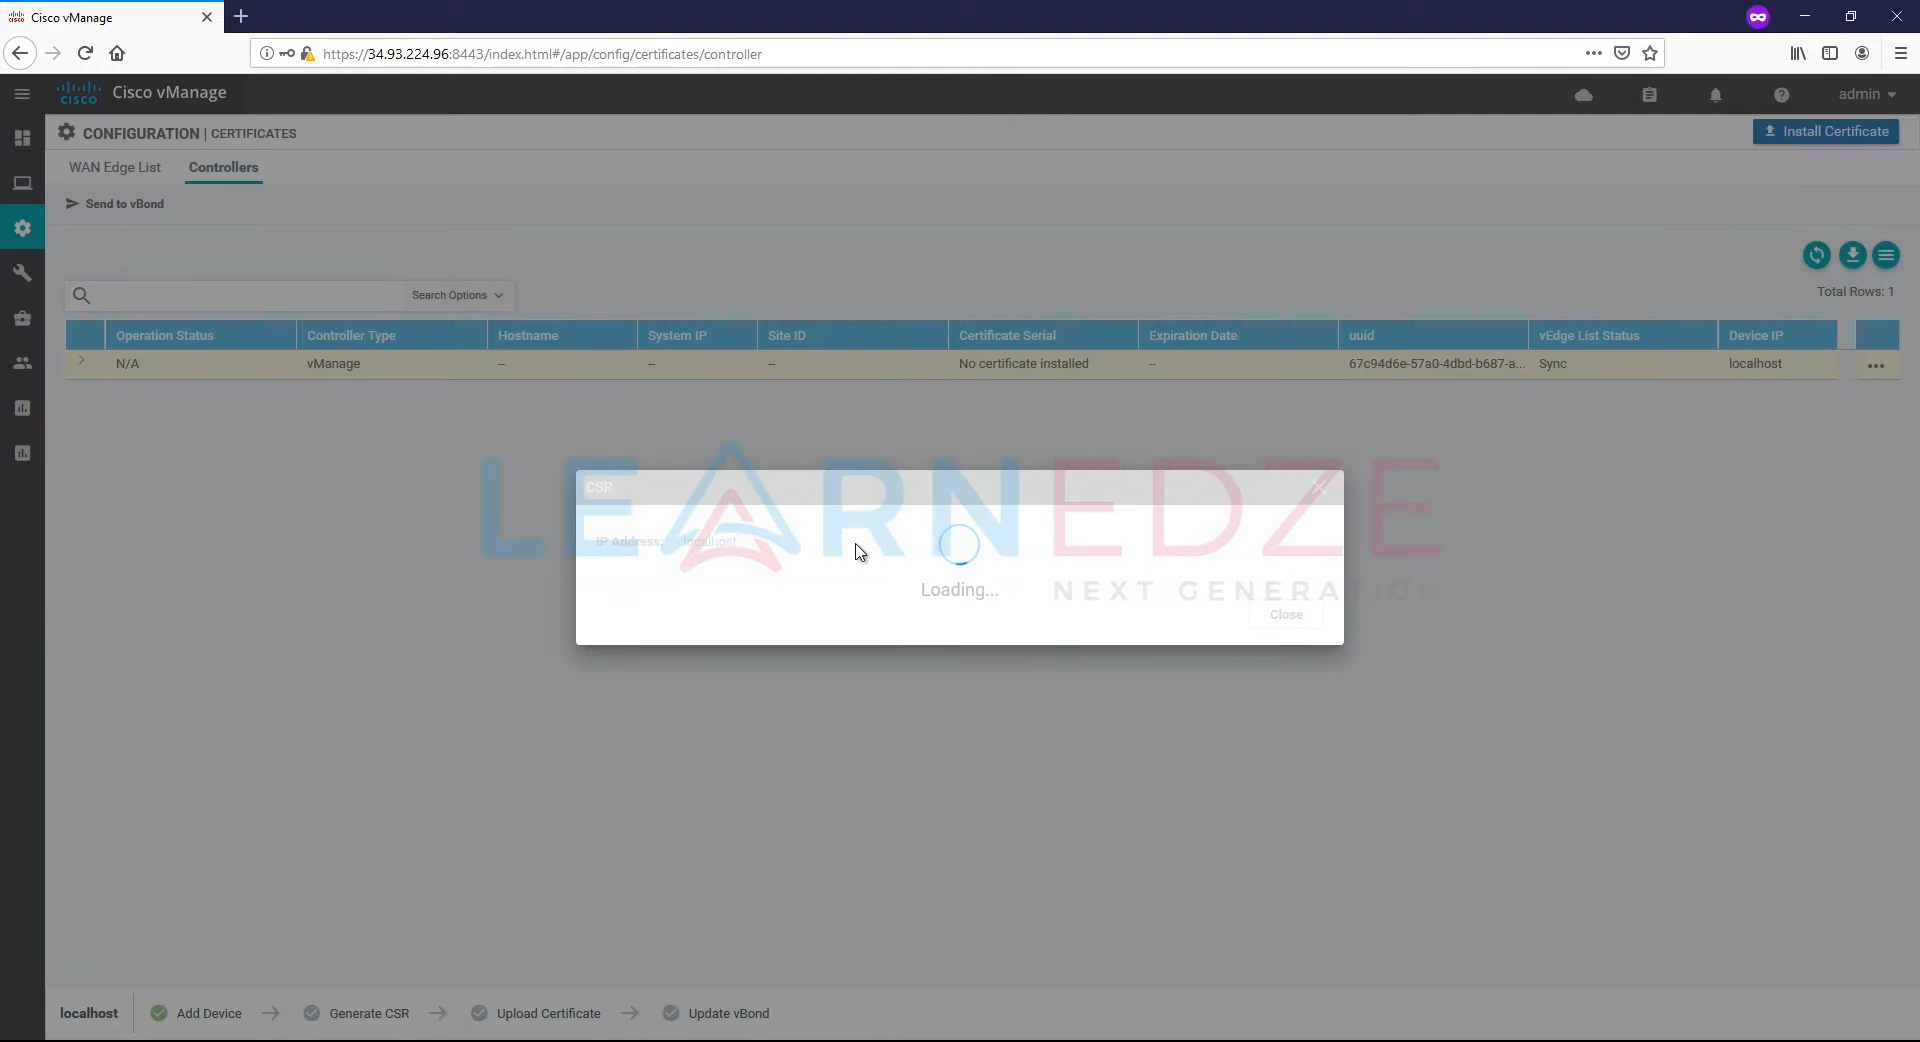 Cisco vManage
https://34.93.224.96:8443/index.html#/app/config/certificates/controller
cisco Cisco vManage
admin
CONFIGURATION | CERTIFICATES
Install Certificate
WAN Edge List Controllers
Send to vBond
Search Options
Total Rows: 1
Operation Status Controller Type Hostname System IP Site ID Certificate Serial Expiration Date uuid vEdge List Status Device IP
N/A vManage -- -- -- No certificate installed -- 67c94d6e-57a0-4dbd-b687-a... Sync localhost
LEARNEDZE
NEXT GENERATION
CSR
IP Address: localhost
Loading...
Close
localhost Add Device Generate CSR Upload Certificate Update vBond